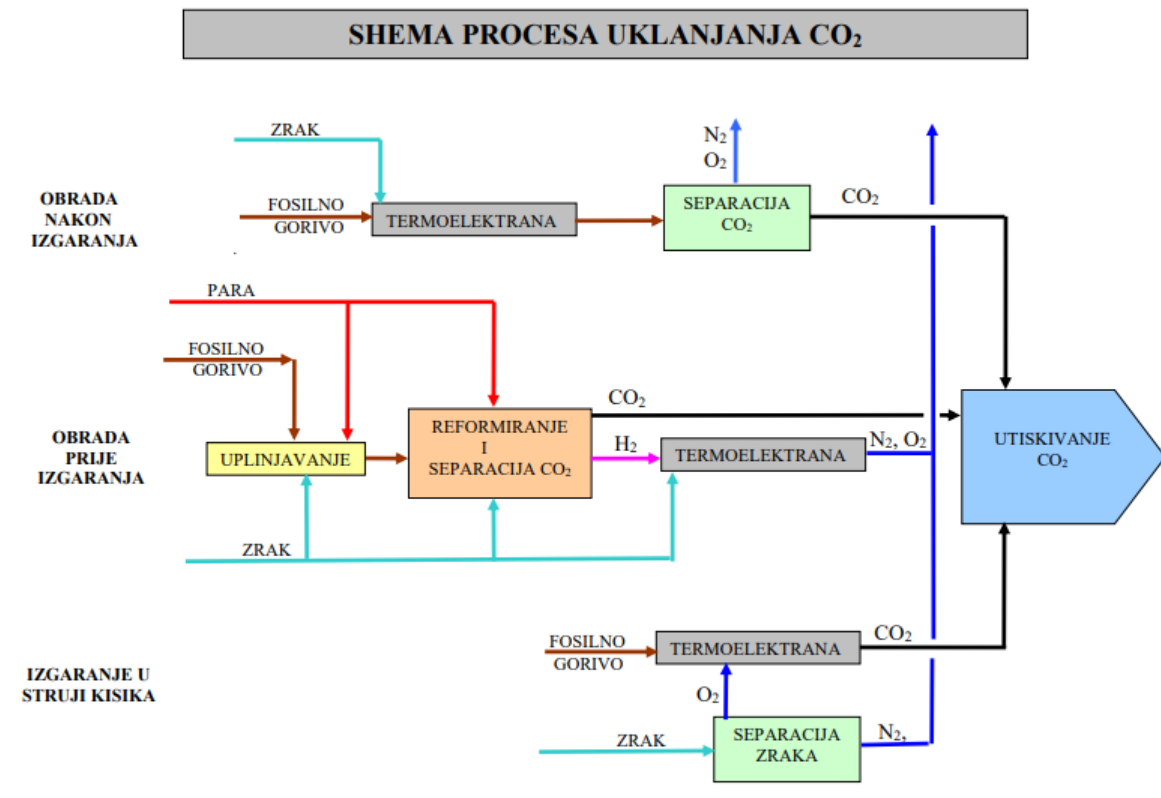 SHEMA PROCESA UKLANJANJA CO₂
ZRAK
N₂
O₂
OBRADA
NAKON
IZGARANJA
FOSILNO
GORIVO
TERMOELEKTRANA
SEPARACIJA
CO₂
CO₂
PARA
FOSILNO
GORIVO
OBRADA
PRIJE
IZGARANJA
UPLINJAVANJE
REFORMIRANJE
I
SEPARACIJA CO₂
CO₂
H₂
TERMOELEKTRANA
N₂, O₂
UTISKIVANJE
CO₂
ZRAK
IZGARANJE U
STRUJI KISIKA
FOSILNO
GORIVO
TERMOELEKTRANA
CO₂
O₂
ZRAK
SEPARACIJA
ZRAKA
N₂,